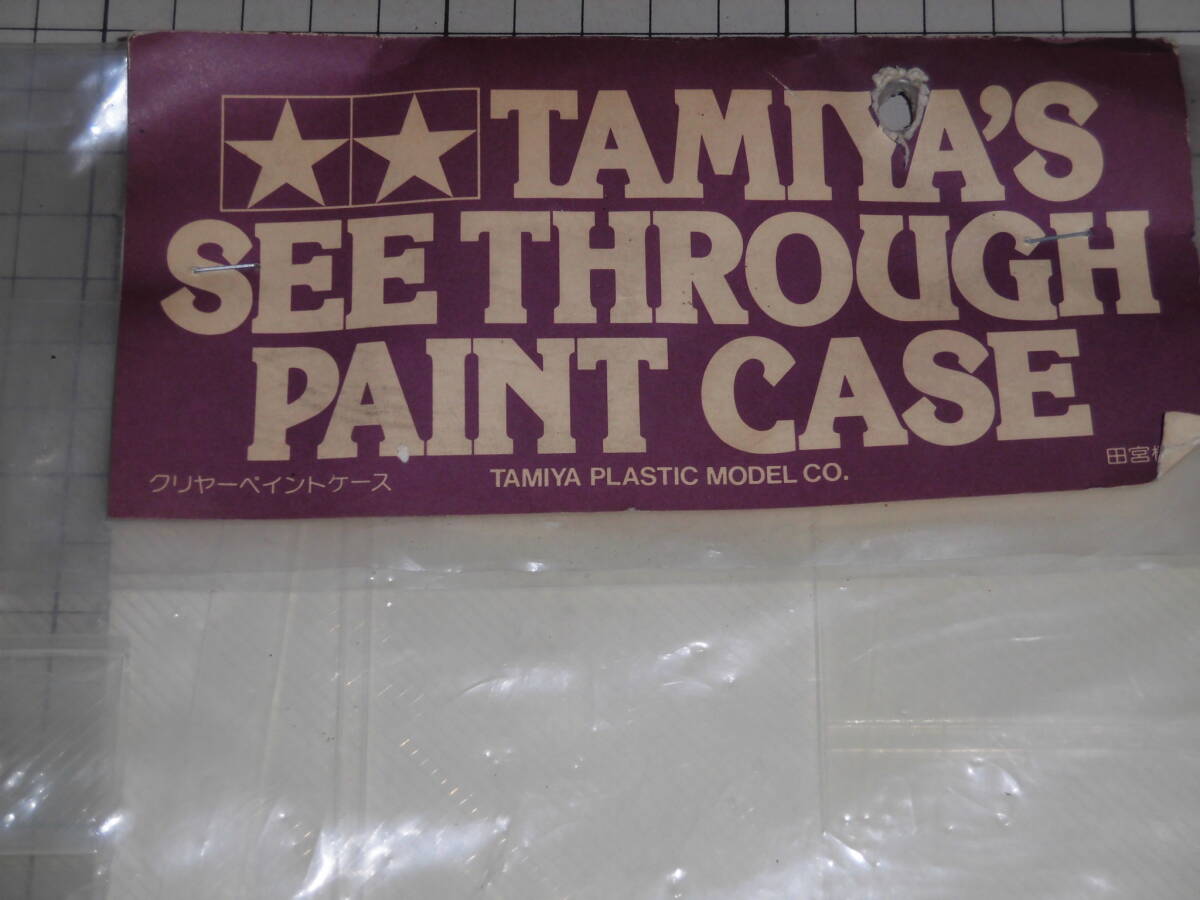 TAMIYA'S
SEE THROUGH
PAINT CASE
クリヤーペイントケース
TAMIYA PLASTIC MODEL CO.
田宮